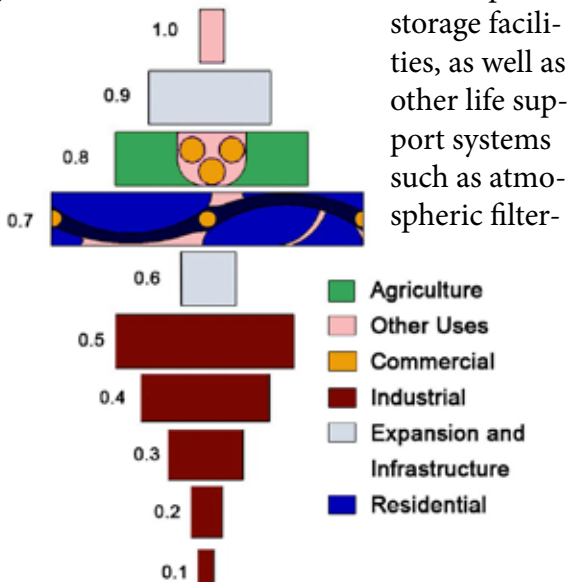 storage facili-
ties, as well as
other life sup-
port systems
such as atmo-
spheric filter-
1.0
0.9
0.8
0.7
0.6
0.5
0.4
0.3
0.2
0.1
Agriculture
Other Uses
Commercial
Industrial
Expansion and
Infrastructure
Residential